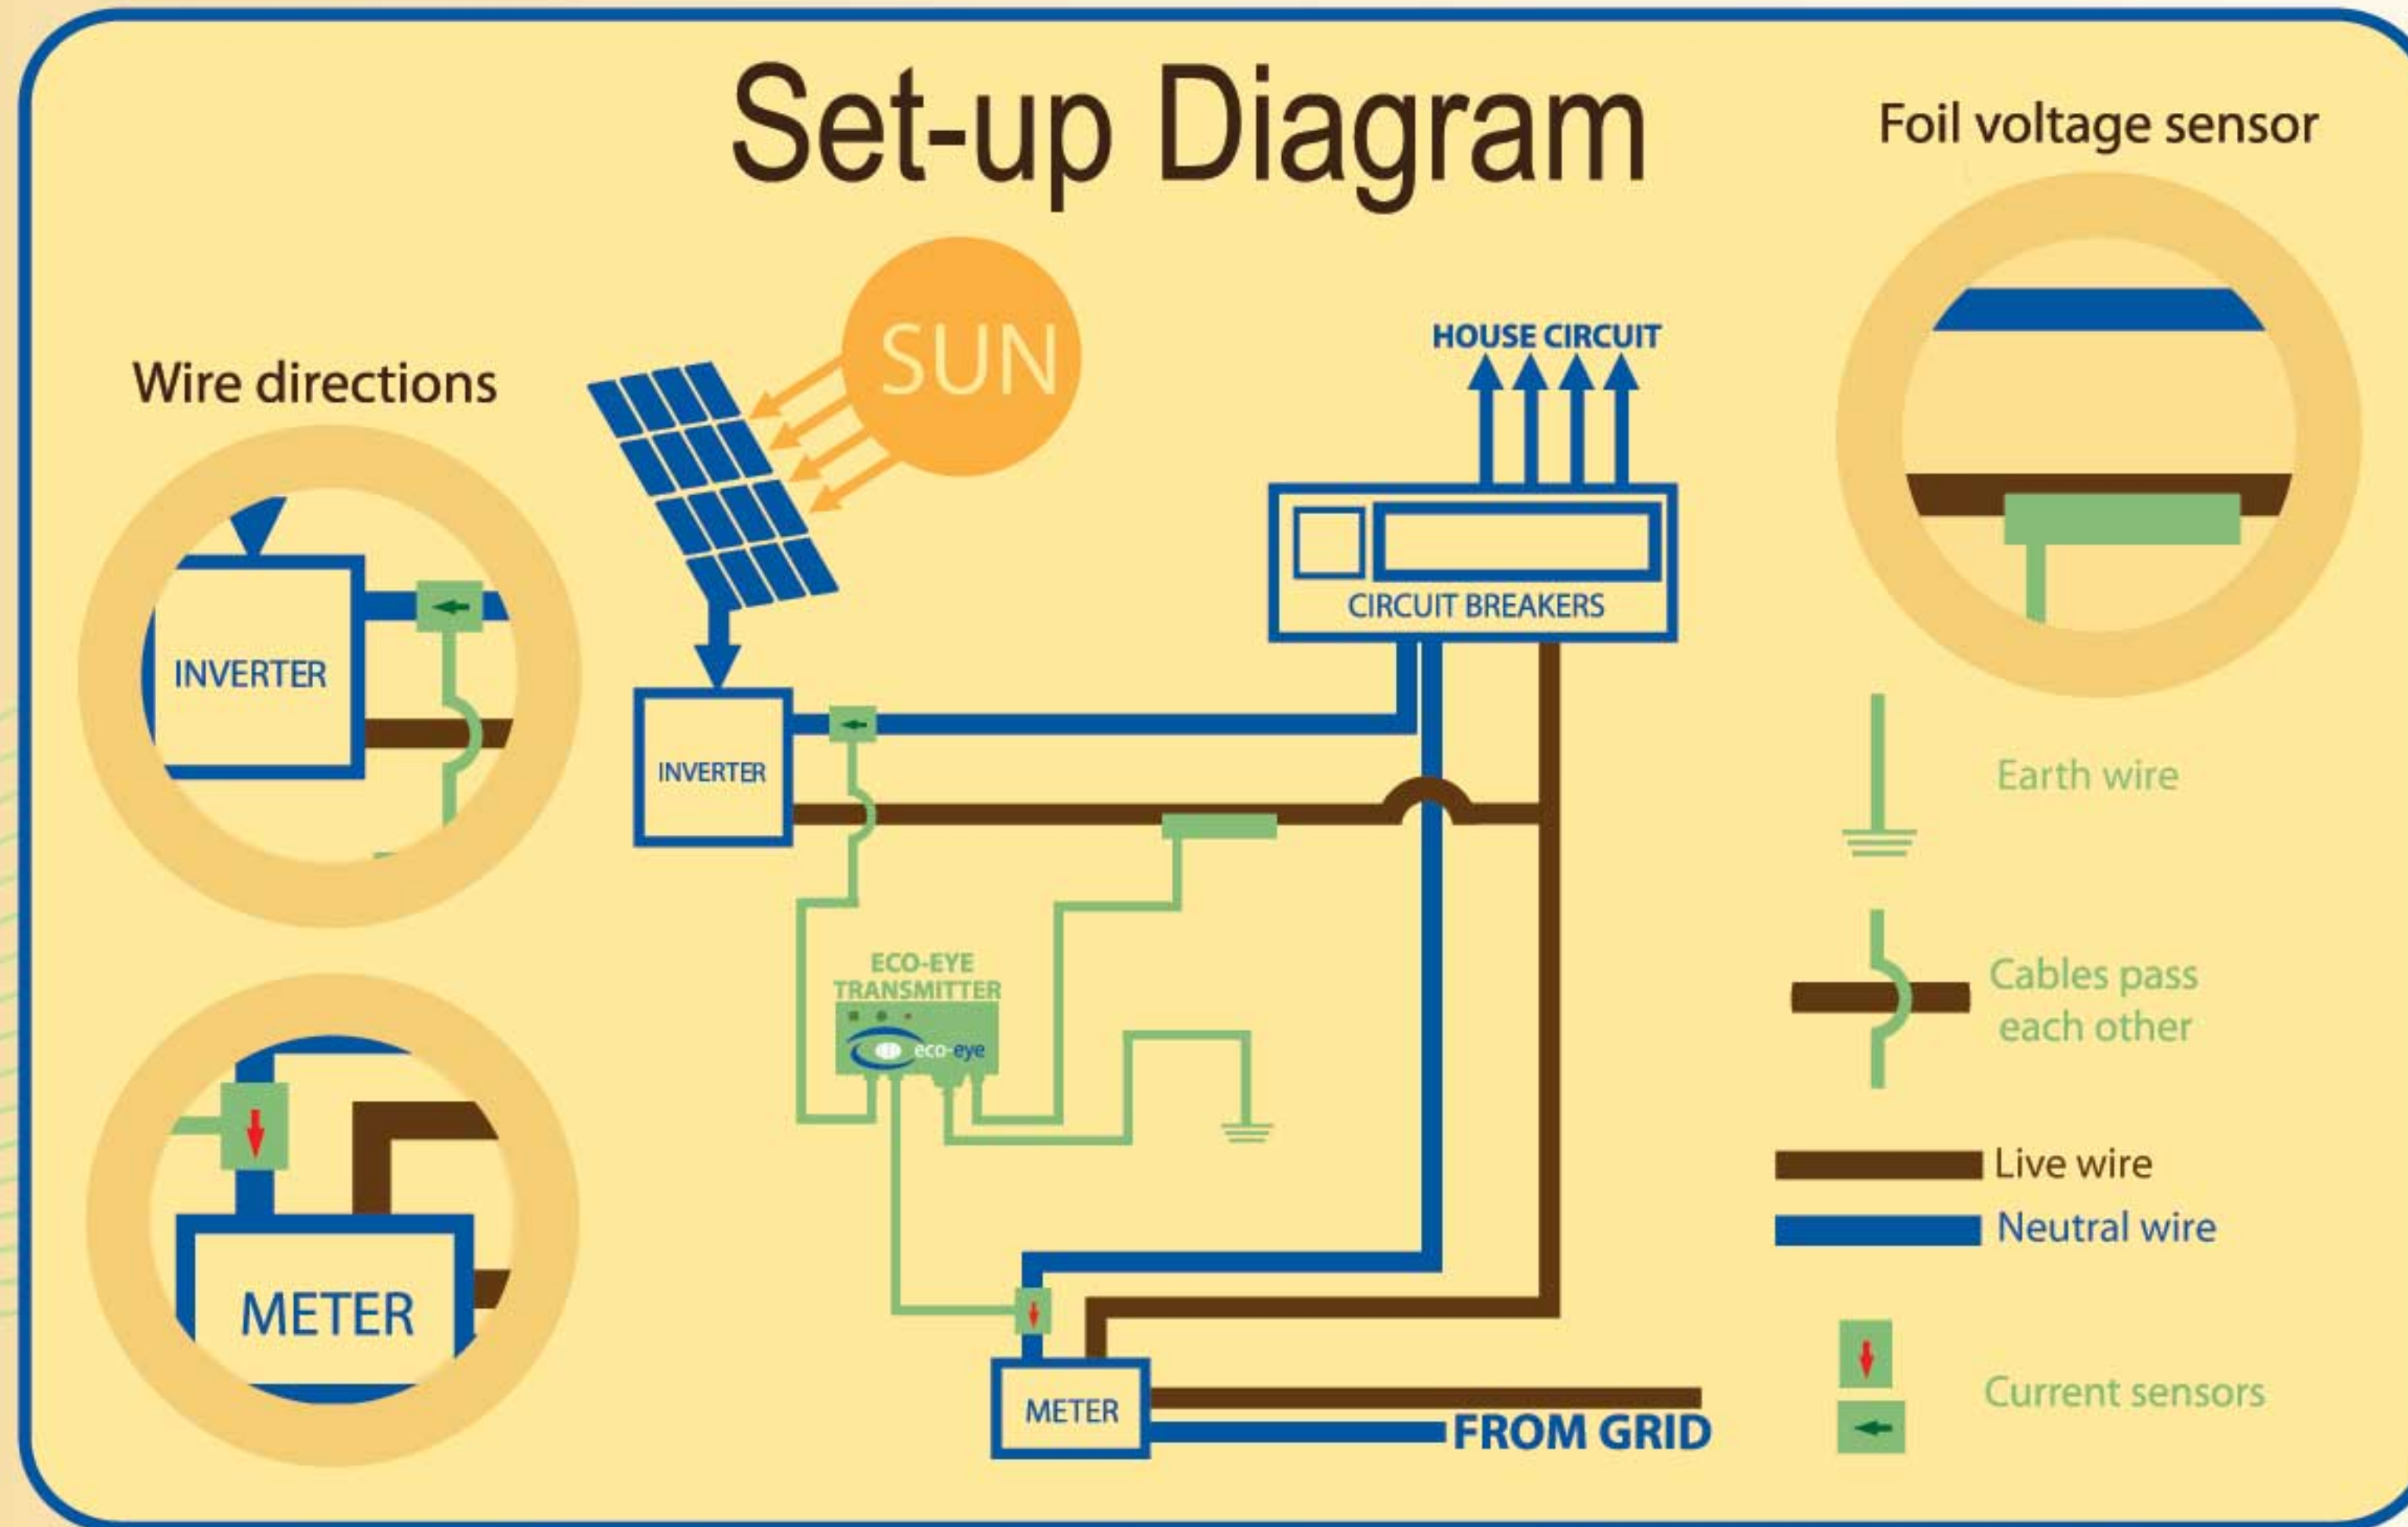 Set-up Diagram
Foil voltage sensor
SUN
HOUSE CIRCUIT
Wire directions
CIRCUIT BREAKERS
INVERTER
INVERTER
Earth wire
ECO-EYE
TRANSMITTER
eco-eye
Cables pass
each other
Live wire
Neutral wire
METER
METER
FROM GRID
Current sensors